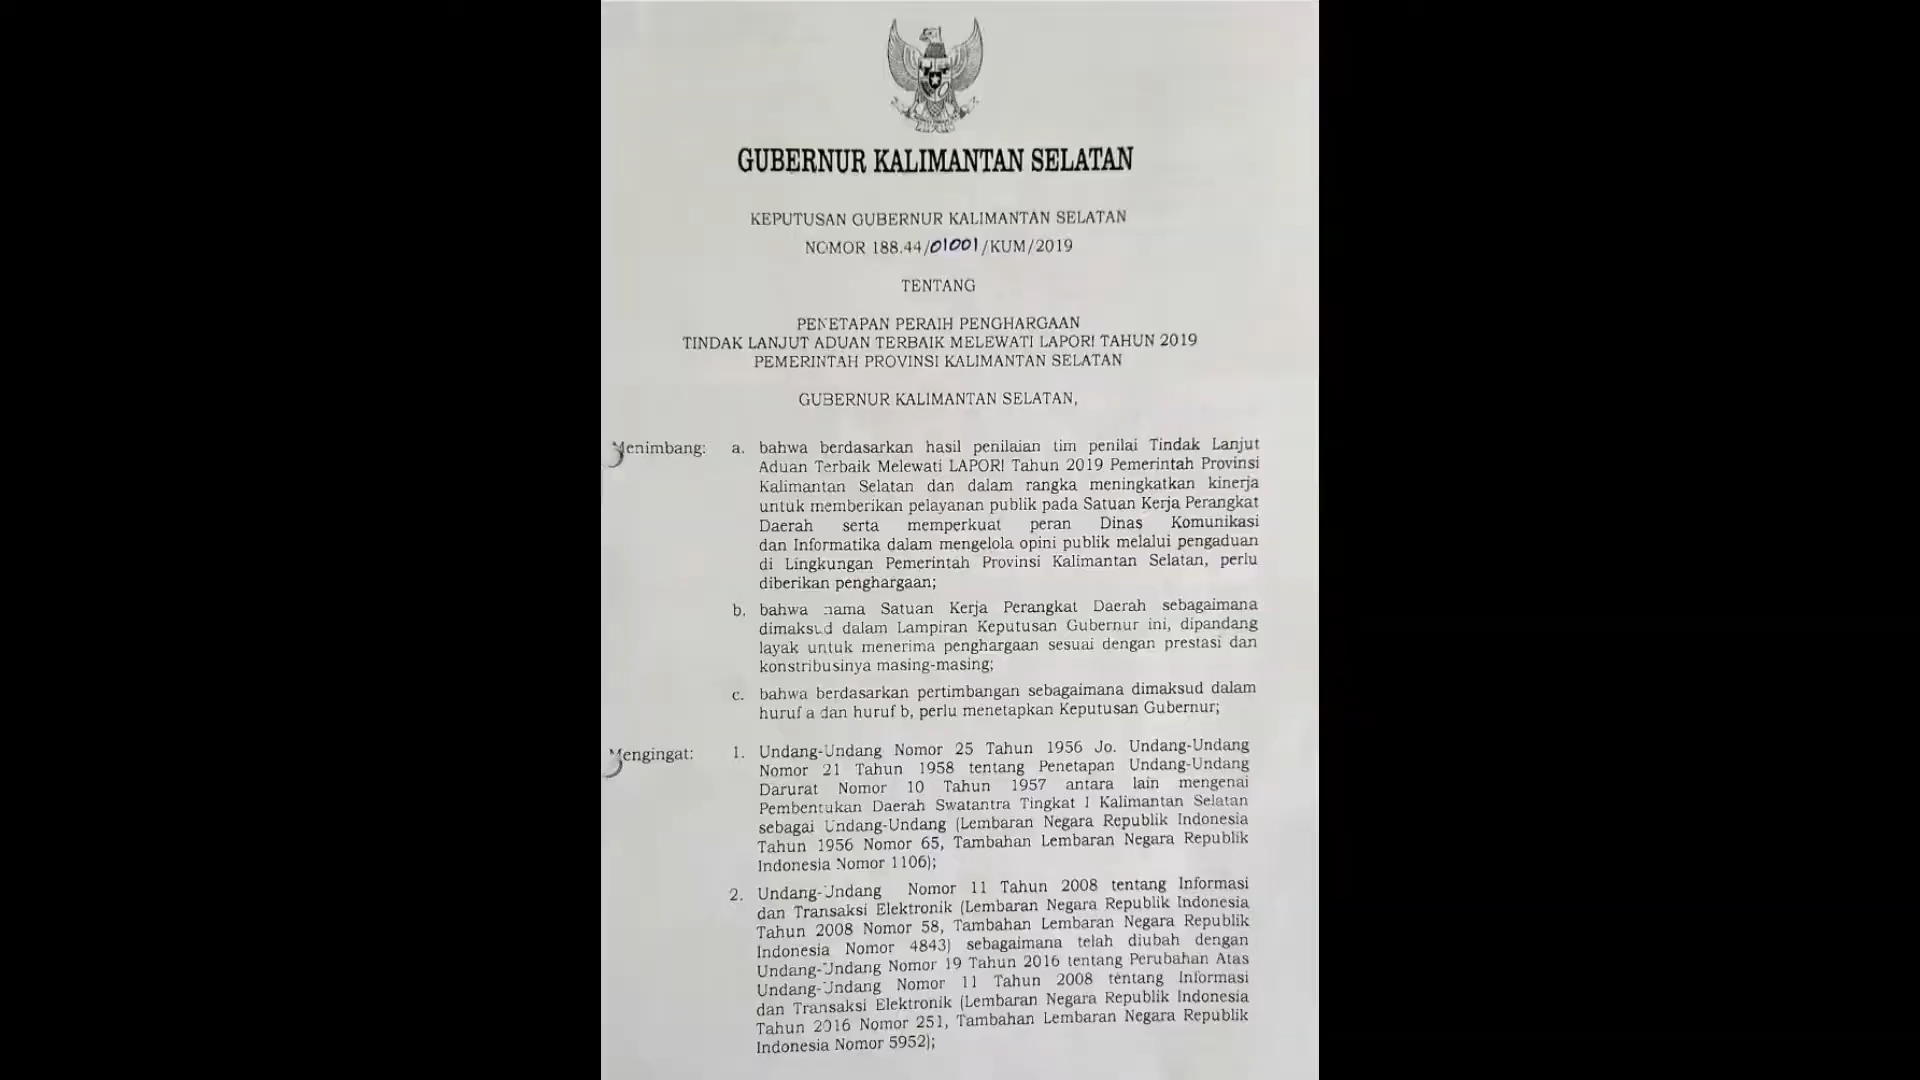 GUBERNUR KALIMANTAN SELATAN
KEPUTUSAN GUBERNUR KALIMANTAN SELATAN
NOMOR 188.44/01001/KUM/2019
TENTANG
PENETAPAN PERAIH PENGHARGAAN
TINDAK LANJUT ADUAN TERBAIK MELEWATI LAPOR! TAHUN 2019
PEMERINTAH PROVINSI KALIMANTAN SELATAN
GUBERNUR KALIMANTAN SELATAN,
Menimbang: a. bahwa berdasarkan hasil penilaian tim penilai Tindak Lanjut
Aduan Terbaik Melewati LAPOR! Tahun 2019 Pemerintah Provinsi
Kalimantan Selatan dan dalam rangka meningkatkan kinerja
untuk memberikan pelayanan publik pada Satuan Kerja Perangkat
Daerah serta memperkuat peran Dinas Komunikasi
dan Informatika dalam mengelola opini publik melalui pengaduan
di Lingkungan Pemerintah Provinsi Kalimantan Selatan, perlu
diberikan penghargaan;
b. bahwa nama Satuan Kerja Perangkat Daerah sebagaimana
dimaksud dalam Lampiran Keputusan Gubernur ini, dipandang
layak untuk menerima penghargaan sesuai dengan prestasi dan
konstribusinya masing-masing;
c. bahwa berdasarkan pertimbangan sebagaimana dimaksud dalam
huruf a dan huruf b, perlu menetapkan Keputusan Gubernur;
Mengingat: 1. Undang-Undang Nomor 25 Tahun 1956 Jo. Undang-Undang
Nomor 21 Tahun 1958 tentang Penetapan Undang-Undang
Darurat Nomor 10 Tahun 1957 antara lain mengenai
Pembentukan Daerah Swatantra Tingkat I Kalimantan Selatan
sebagai Undang-Undang (Lembaran Negara Republik Indonesia
Tahun 1956 Nomor 65, Tambahan Lembaran Negara Republik
Indonesia Nomor 1106);
2. Undang-Undang Nomor 11 Tahun 2008 tentang Informasi
dan Transaksi Elektronik (Lembaran Negara Republik Indonesia
Tahun 2008 Nomor 58, Tambahan Lembaran Negara Republik
Indonesia Nomor 4843) sebagaimana telah diubah dengan
Undang-Undang Nomor 19 Tahun 2016 tentang Perubahan Atas
Undang-Undang Nomor 11 Tahun 2008 tentang Informasi
dan Transaksi Elektronik (Lembaran Negara Republik Indonesia
Tahun 2016 Nomor 251, Tambahan Lembaran Negara Republik
Indonesia Nomor 5952);